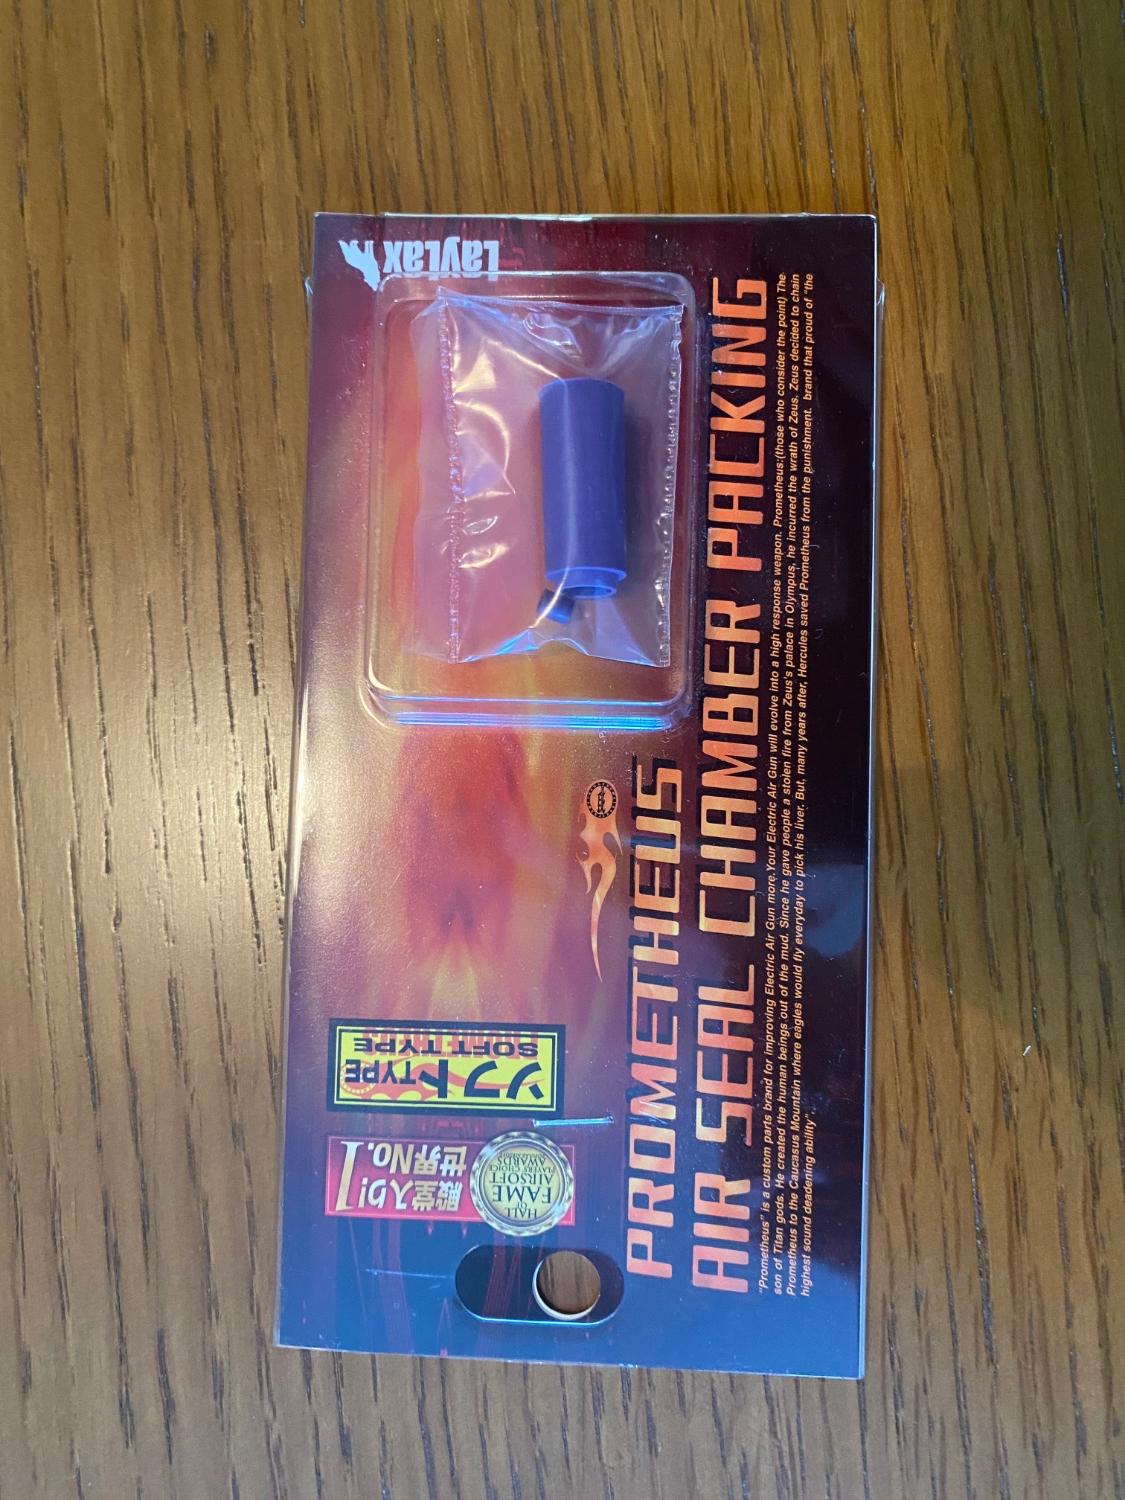 LayLax
PROMETHEUS
AIR SEAL CHAMBER PACKING
"Prometheus" is a custom parts brand for improving Electric Air Gun more.Your Electric Air Gun will evolve into a high response weapon. Prometheus:(those who consider the point) The
son of Titan gods. He created the human beings out of the mud. Since he gave people a stolen fire from Zeus's palace in Olympus, he incurred the wrath of Zeus. Zeus decided to chain
Prometheus to the Caucasus Mountain where eagles would fly everyday to pick his liver. But, many years after, Hercules saved Prometheus from the punishment. brand that proud of "the
highest sound deadening ability".
ソフトTYPE
SOFT TYPE
殿堂入り!
世界No.1
HALL
OF
FAME
AIRSOFT
PLAYERS' CHOICE
AWARDS